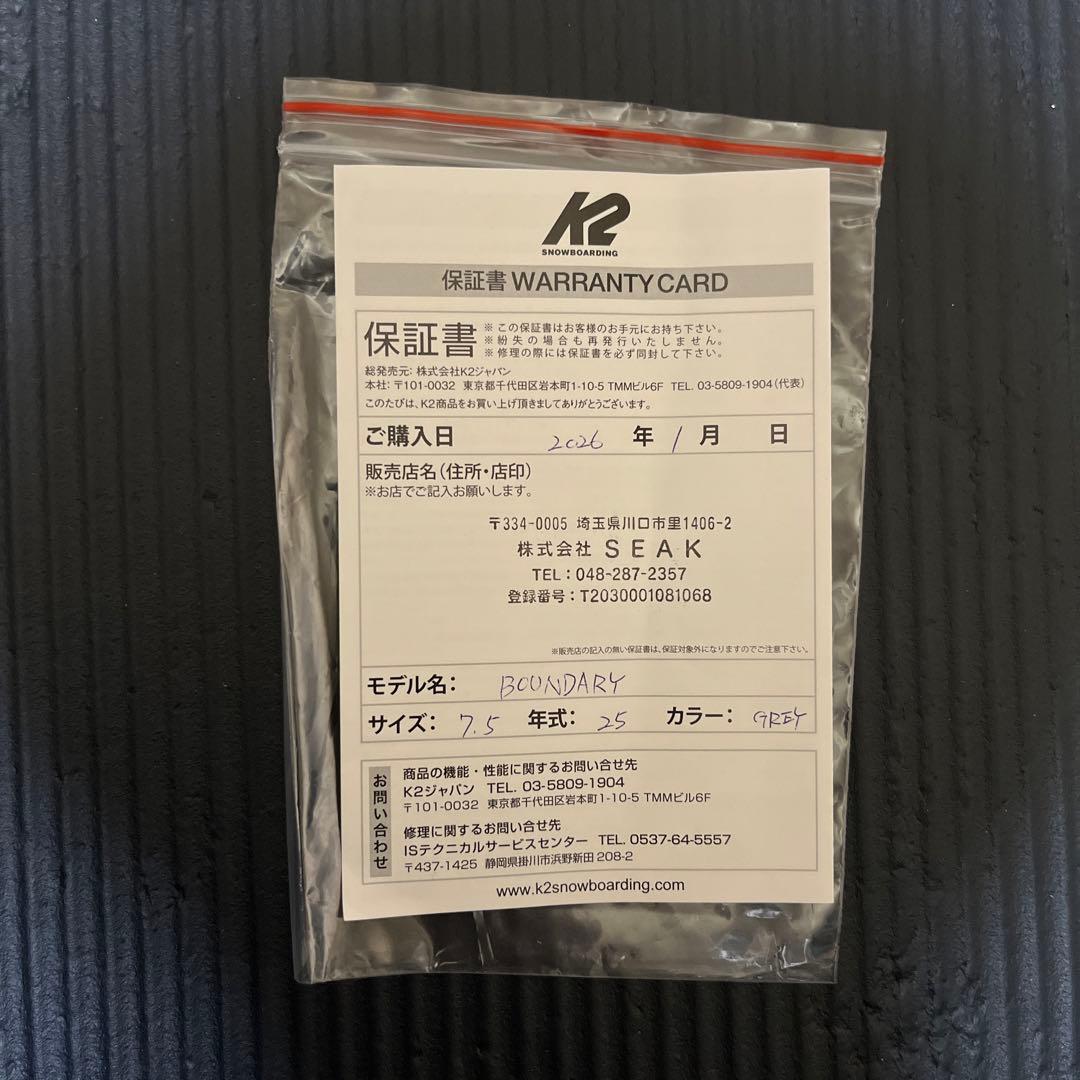 K2
SNOWBOARDING
保証書 WARRANTY CARD
保証書
※この保証書はお客様のお手元にお持ち下さい。
※紛失の場合も再発行いたしません。
※修理の際には保証書を必ず同封して下さい。
総発売元: 株式会社K2ジャパン
本社: 〒101-0032 東京都千代田区岩本町1-10-5 TMMビル6F TEL. 03-5809-1904(代表)
このたびは、K2商品をお買い上げ頂きましてありがとうございます。
ご購入日 2026 年 1 月 日
販売店名(住所・店印)
※お店でご記入お願いします。
〒334-0005 埼玉県川口市里1406-2
株式会社 SEAK
TEL:048-287-2357
登録番号:T2030001081068
※販売店の記入の無い保証書は、保証対象外になりますのでご注意下さい。
モデル名: BOUNDARY
サイズ: 7.5 年式: 25 カラー: GREY
お問い合わせ
商品の機能・性能に関するお問い合せ先
K2ジャパン TEL. 03-5809-1904
〒101-0032 東京都千代田区岩本町1-10-5 TMMビル6F
修理に関するお問い合せ先
ISテクニカルサービスセンター TEL. 0537-64-5557
〒437-1425 静岡県掛川市浜野新田208-2
www.k2snowboarding.com